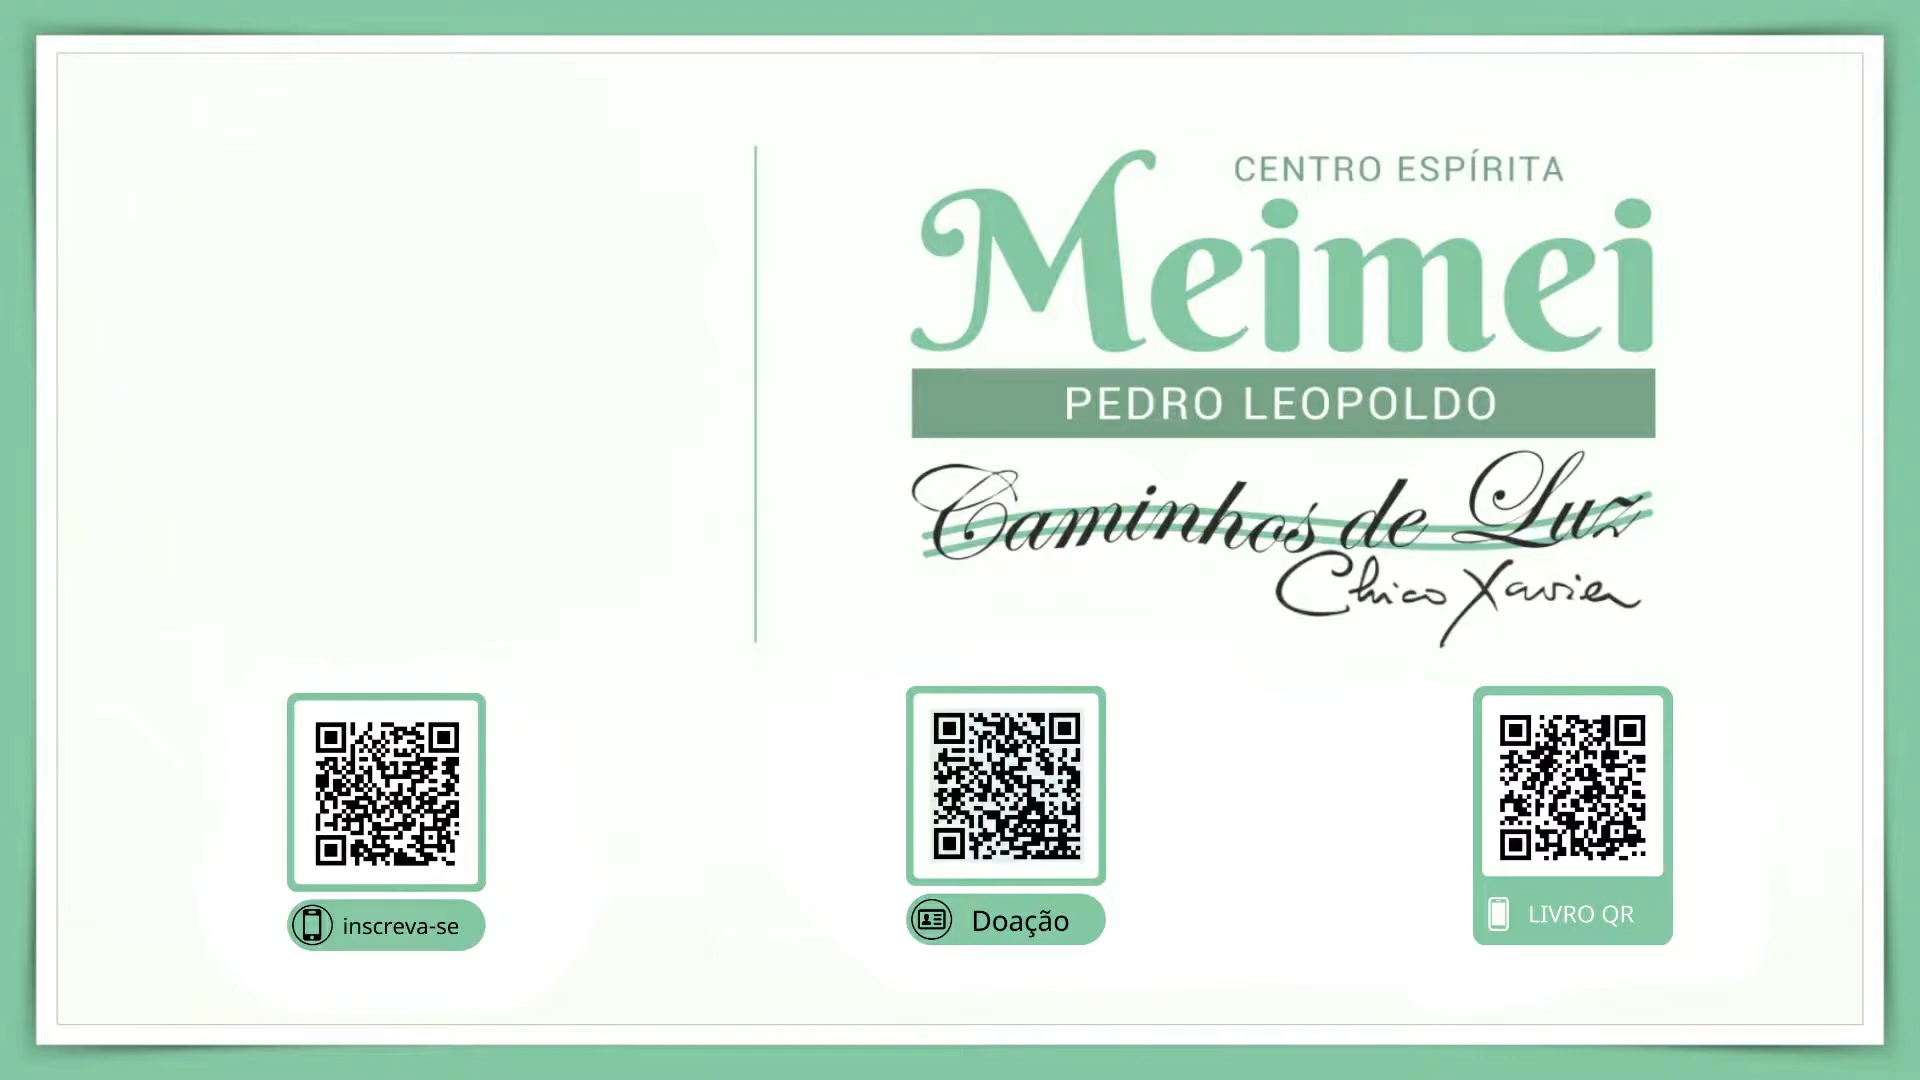 CENTRO ESPÍRITA
Meimei
PEDRO LEOPOLDO
Caminhos de Luz
Chico Xavier
inscreva-se
Doação
LIVRO QR